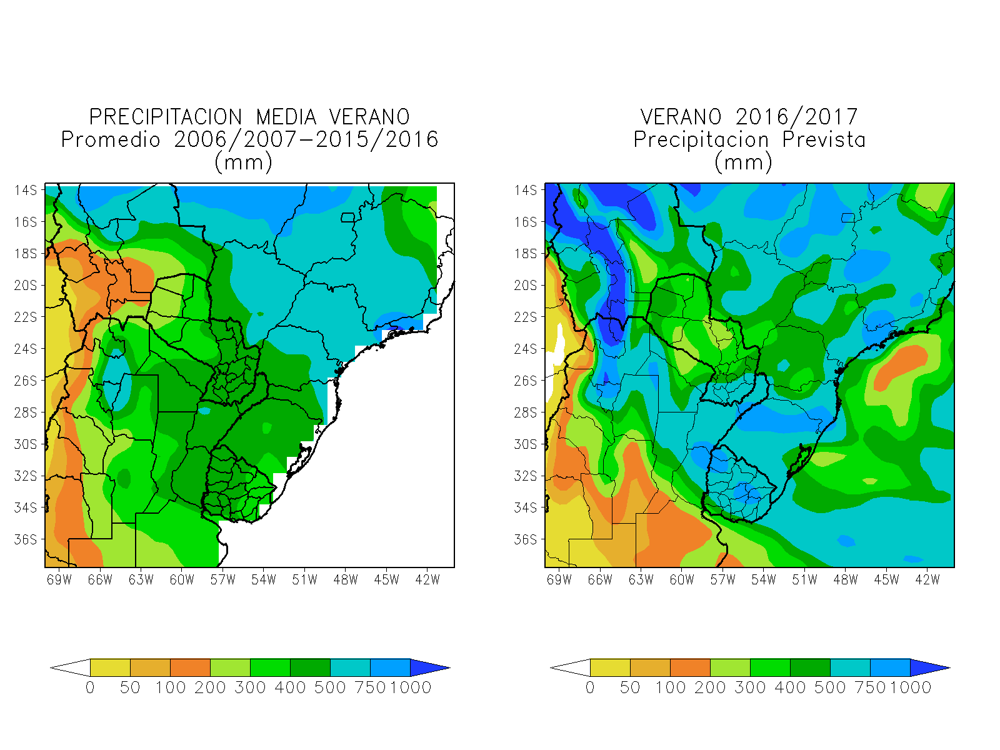 PRECIPITACION MEDIA VERANO
Promedio 2006/2007-2015/2016
(mm)
14S
16S
18S
20S
22S
24S
26S
28S
30S
32S
34S
36S
69W 66W 63W 60W 57W 54W 51W 48W 45W 42W
0 50 100 200 300 400 500 750 1000
VERANO 2016/2017
Precipitacion Prevista
(mm)
14S
16S
18S
20S
22S
24S
26S
28S
30S
32S
34S
36S
69W 66W 63W 60W 57W 54W 51W 48W 45W 42W
0 50 100 200 300 400 500 750 1000